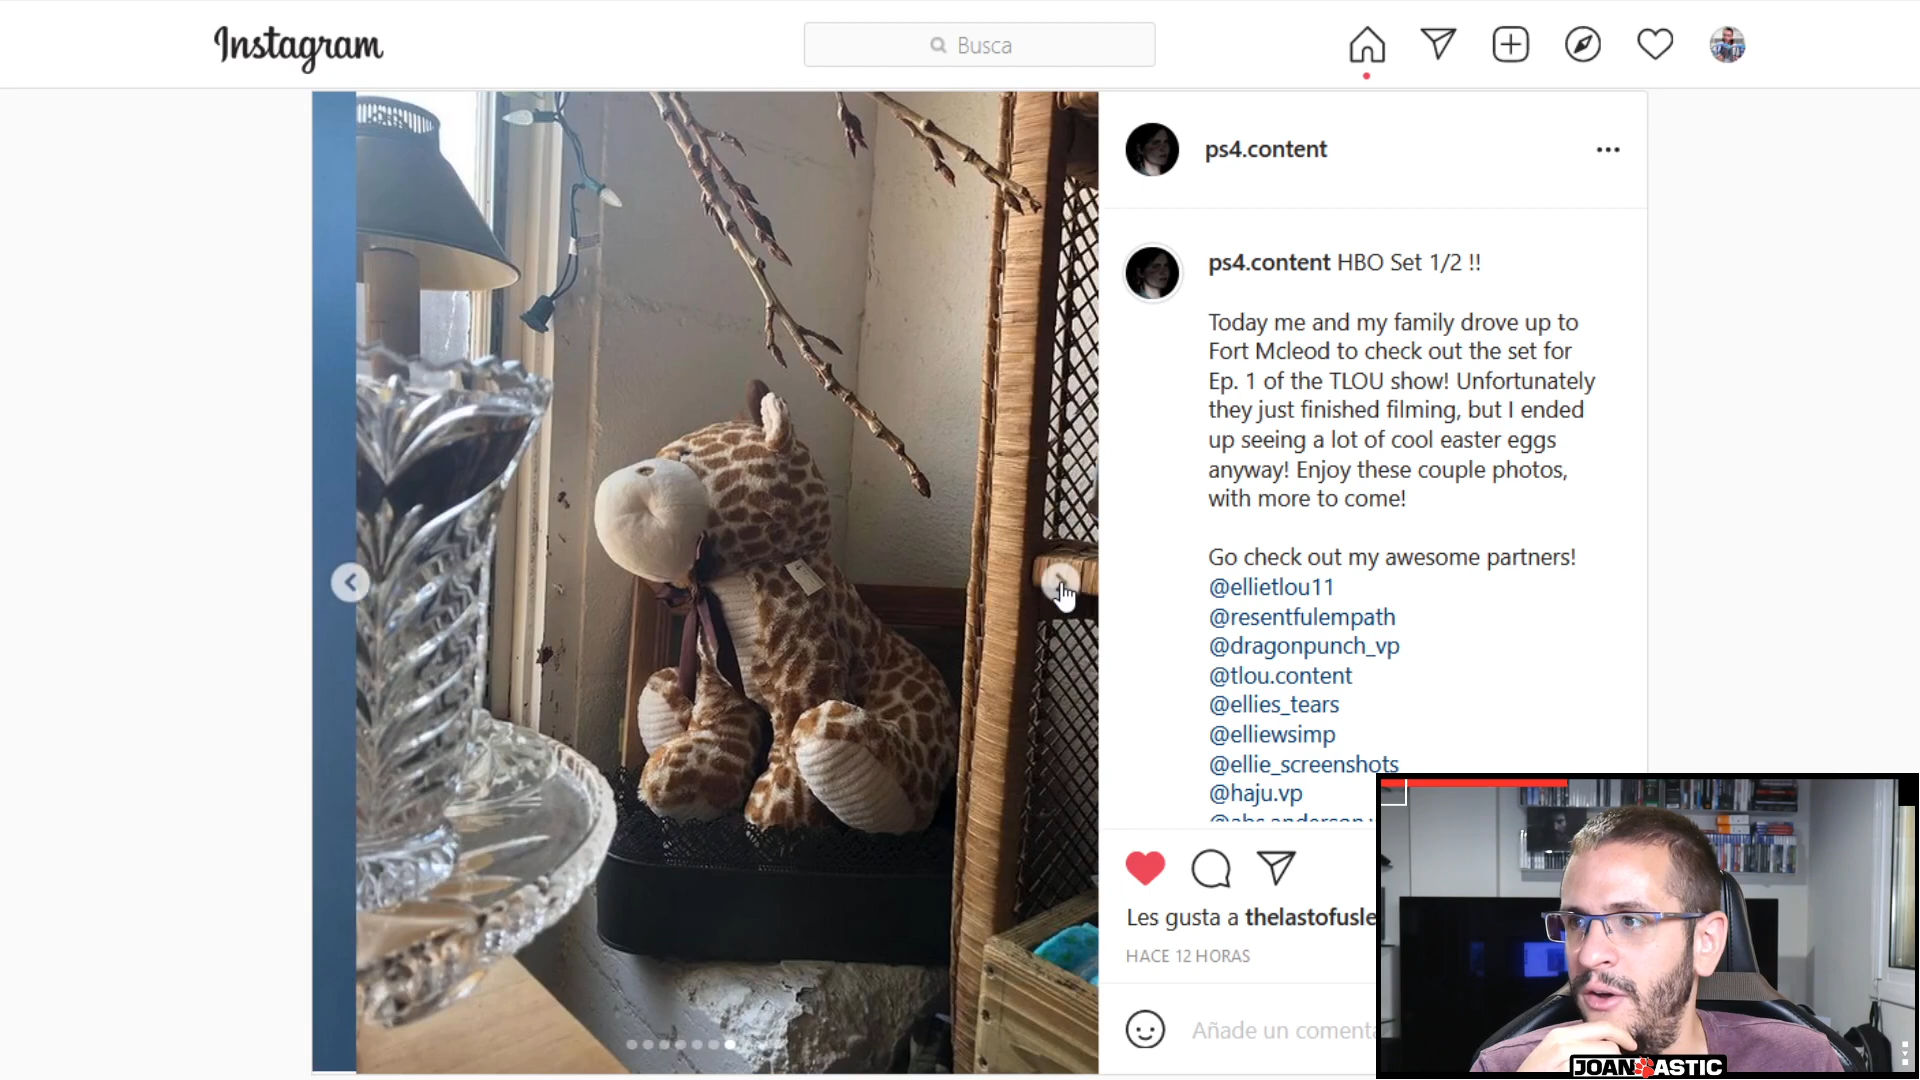 Instagram
Busca
ps4.content
ps4.content HBO Set 1/2 !!
Today me and my family drove up to
Fort Mcleod to check out the set for
Ep. 1 of the TLOU show! Unfortunately
they just finished filming, but I ended
up seeing a lot of cool easter eggs
anyway! Enjoy these couple photos,
with more to come!
Go check out my awesome partners!
@ellietlou11
@resentfulempath
@dragonpunch_vp
@tlou.content
@ellies_tears
@elliewsimp
@ellie_screenshots
@haju.vp
Les gusta a thelastofusle
HACE 12 HORAS
Añade un comenta
JOANTASTIC